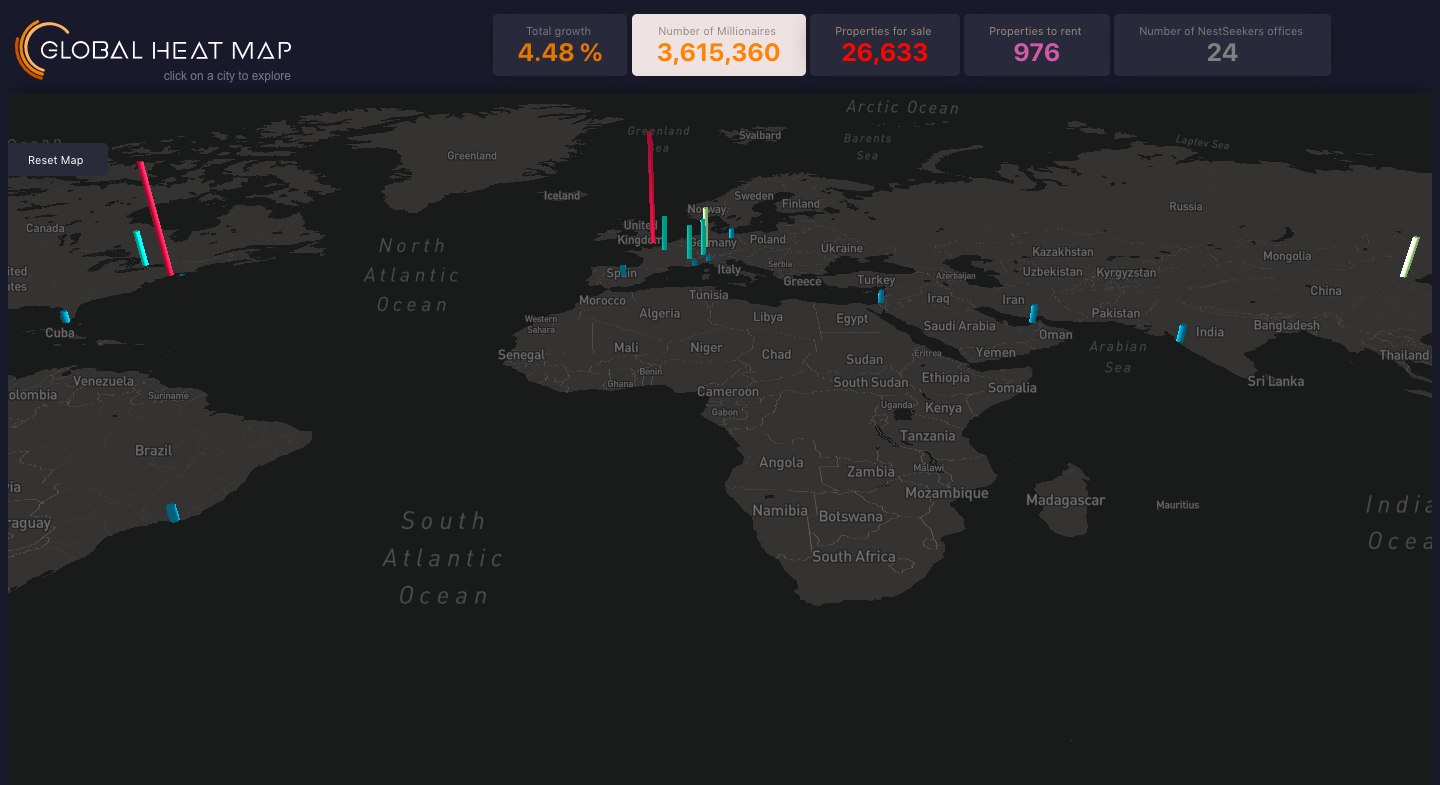 GLOBAL HEAT MAP
click on a city to explore
Total growth
4.48 %
Number of Millionaires
3,615,360
Properties for sale
26,633
Properties to rent
976
Number of NestSeekers offices
24
Reset Map
Arctic Ocean
Greenland
Sea
Svalbard
Barents
Sea
Laptev Sea
Greenland
Iceland
Sweden
Norway
Finland
Russia
Canada
United
Kingdom
Germany
Poland
Ukraine
Kazakhstan
Mongolia
North
Atlantic
Ocean
ited
ates
Spain
Italy
Serbia
Greece
Turkey
Azerbaijan
Uzbekistan
Kyrgyzstan
China
Cuba
Morocco
Tunisia
Algeria
Libya
Egypt
Iraq
Iran
Pakistan
Western
Sahara
Saudi Arabia
Oman
India
Bangladesh
Senegal
Mali
Niger
Chad
Sudan
Eritrea
Yemen
Arabian
Sea
Thailand
Venezuela
olombia
Suriname
Ghana
Benin
Cameroon
South Sudan
Ethiopia
Somalia
Sri Lanka
Gabon
Uganda
Kenya
Tanzania
Brazil
Angola
Zambia
Malawi
Mozambique
Madagascar
Mauritius
via
raguay
Namibia
Botswana
South Africa
South
Atlantic
Ocean
India
Ocea